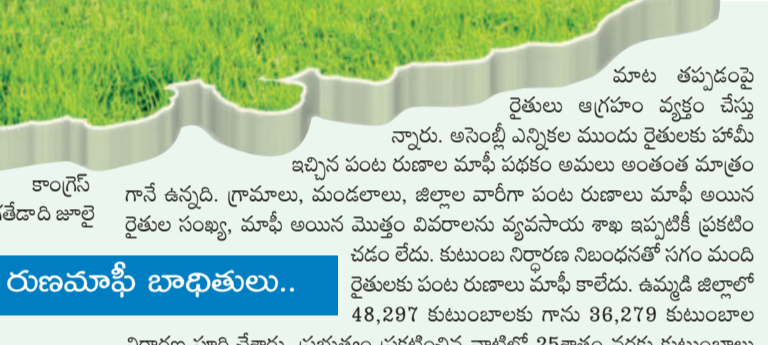 మాట తప్పడంపై
రైతులు ఆగ్రహం వ్యక్తం చేస్తు
న్నారు. అసెంబ్లీ ఎన్నికల ముందు రైతులకు హామీ
ఇచ్చిన పంట రుణాల మాఫీ పథకం అమలు అంతంత మాత్రం
గానే ఉన్నది. గ్రామాలు, మండలాలు, జిల్లాల వారీగా పంట రుణాలు మాఫీ అయిన
రైతుల సంఖ్య, మాఫీ అయిన మొత్తం వివరాలను వ్యవసాయ శాఖ ఇప్పటికీ ప్రకటిం
చడం లేదు. కుటుంబ నిర్ధారణ నిబంధనతో సగం మంది
రైతులకు పంట రుణాలు మాఫీ కాలేదు. ఉమ్మడి జిల్లాలో
48,297 కుటుంబాలకు గాను 36,279 కుటుంబాల
కాంగ్రెస్
జూలై
రుణమాఫీ బాధితులు..